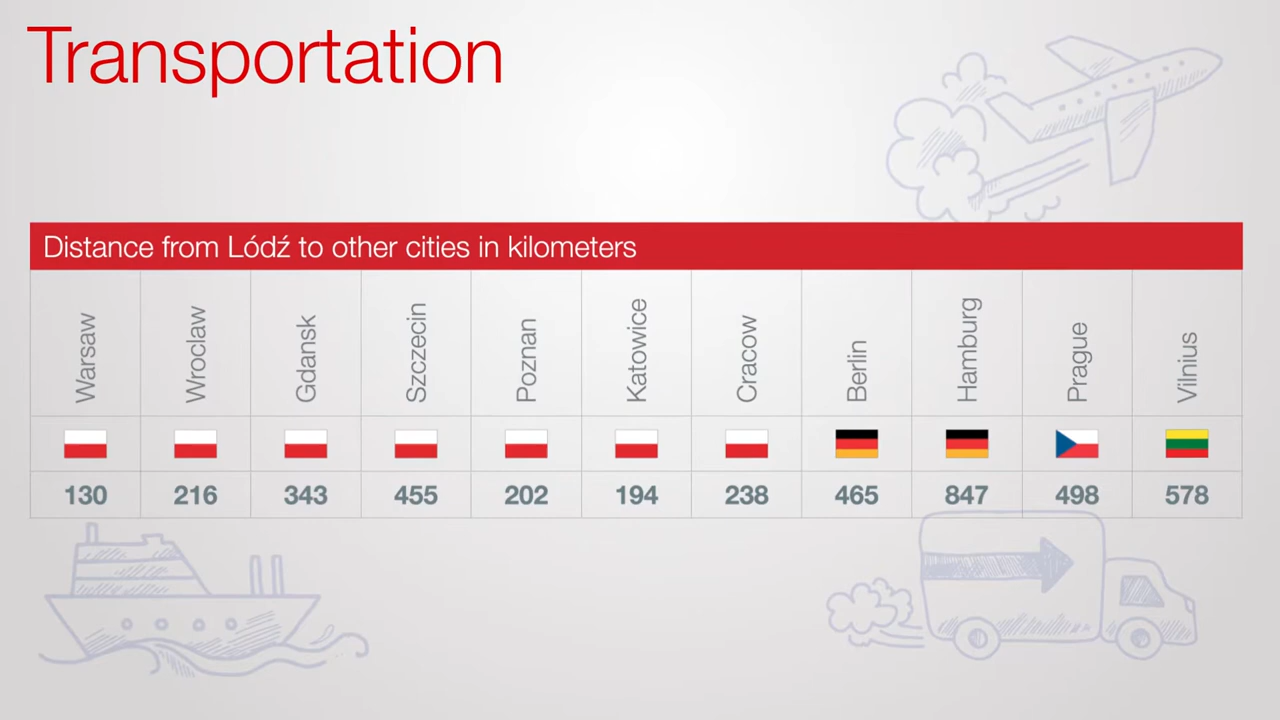 Transportation
Distance from Lódź to other cities in kilometers
Warsaw Wroclaw Gdansk Szczecin Poznan Katowice Cracow Berlin Hamburg Prague Vilnius
130 216 343 455 202 194 238 465 847 498 578